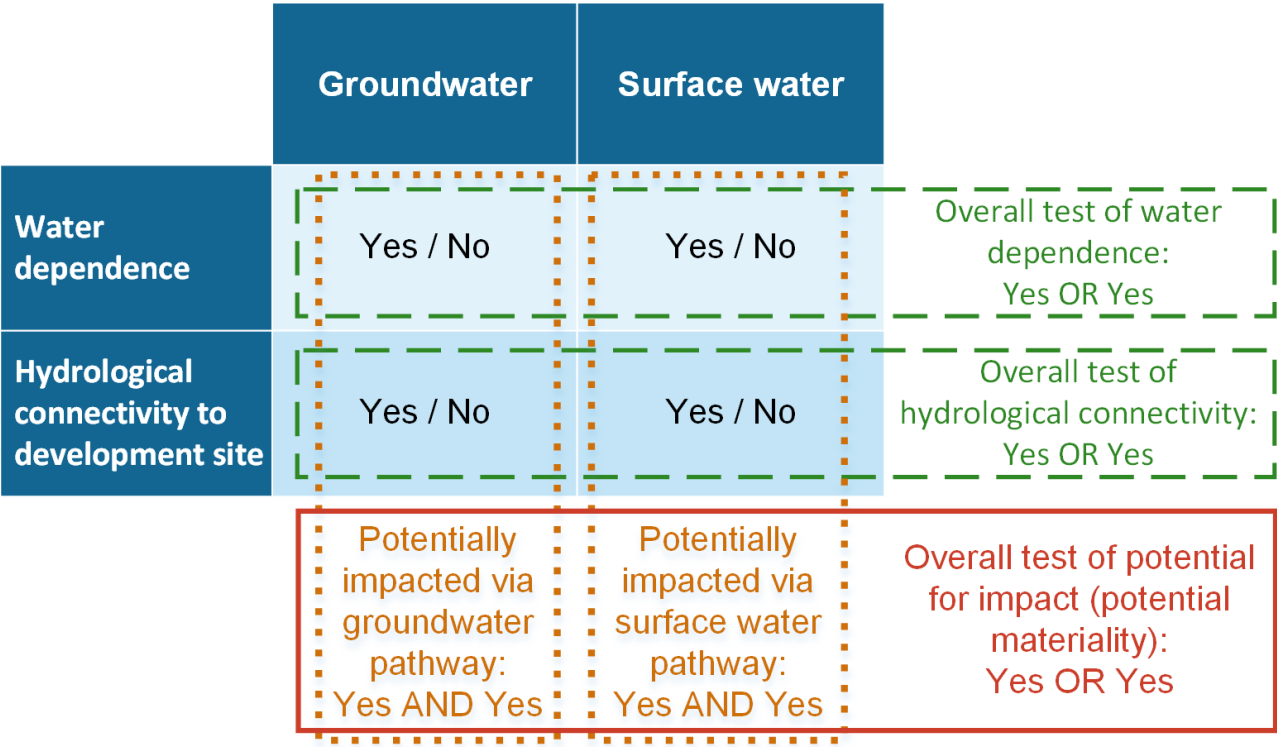 Groundwater
Surface water
Water
dependence
Yes / No
Yes / No
Overall test of water
dependence:
Yes OR Yes
Hydrological
connectivity to
development site
Yes / No
Yes / No
Overall test of
hydrological connectivity:
Yes OR Yes
Potentially
impacted via
groundwater
pathway:
Yes AND Yes
Potentially
impacted via
surface water
pathway:
Yes AND Yes
Overall test of potential
for impact (potential
materiality):
Yes OR Yes